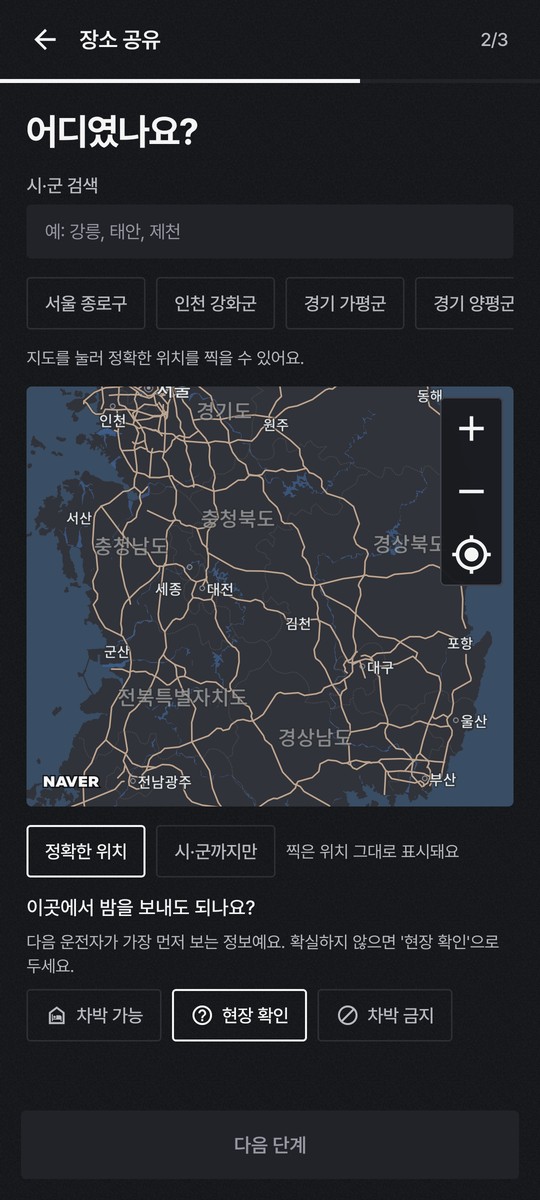 장소 공유
2/3
어디였나요?
시·군 검색
예: 강릉, 태안, 제천
서울 종로구
인천 강화군
경기 가평군
경기 양평군
지도를 눌러 정확한 위치를 찍을 수 있어요.
서울
동해
경기도
인천
원주
서산
충청북도
충청남도
경상북도
세종
대전
김천
군산
포항
대구
전북특별자치도
울산
경상남도
NAVER
전남광주
부산
정확한 위치
시·군까지만
찍은 위치 그대로 표시돼요
이곳에서 밤을 보내도 되나요?
다음 운전자가 가장 먼저 보는 정보예요. 확실하지 않으면 '현장 확인'으로
두세요.
차박 가능
현장 확인
차박 금지
다음 단계